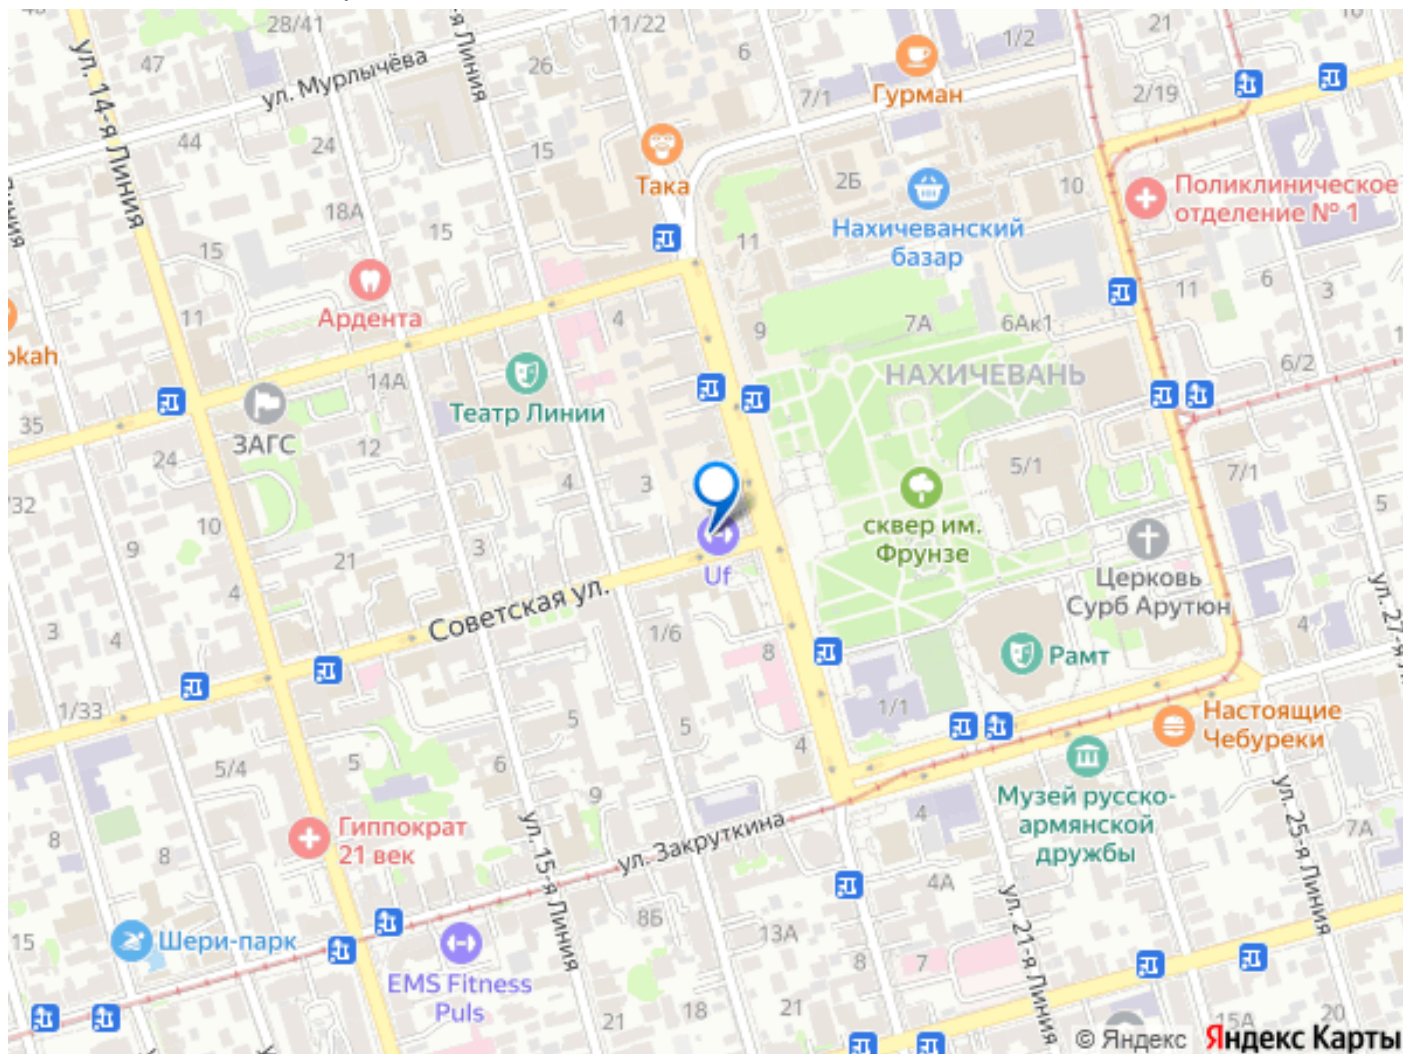 28/41
11/22
6
1/2
21
47
ул. Мурлычёва
26
я Линия
Гурман
7/1
2/19
ул. 14-я Линия
44
24
15
Така
2Б
10
Поликлиническое
отделение № 1
18А
15
15
11
Нахичеванский
базар
Ардента
11
4
9
7А
6Ак1
11
6
3
okah
14А
Театр Линии
НАХИЧЕВАНЬ
6/2
35
ЗАГС
12
24
4
3
5/1
7/1
5
/32
10
сквер им.
Фрунзе
9
21
3
Uf
Церковь
Сурб Арутюн
4
Советская ул.
ул. 27-я Л
3
4
1/6
8
Рамт
4
1/33
5
5
1/1
Настоящие
Чебуреки
5/4
5
6
4
9
Музей русско-
армянской
дружбы
4
ул. 25-я Линия
7А
Гиппократ
21 век
ул. 15-я Линия
ул. Закруткина
8
8
4А
ул. 21-я Линия
15
Шери-парк
8Б
13А
EMS Fitness
Puls
8
7
21
18
21
15А
20
© Яндекс
Яндекс Карты